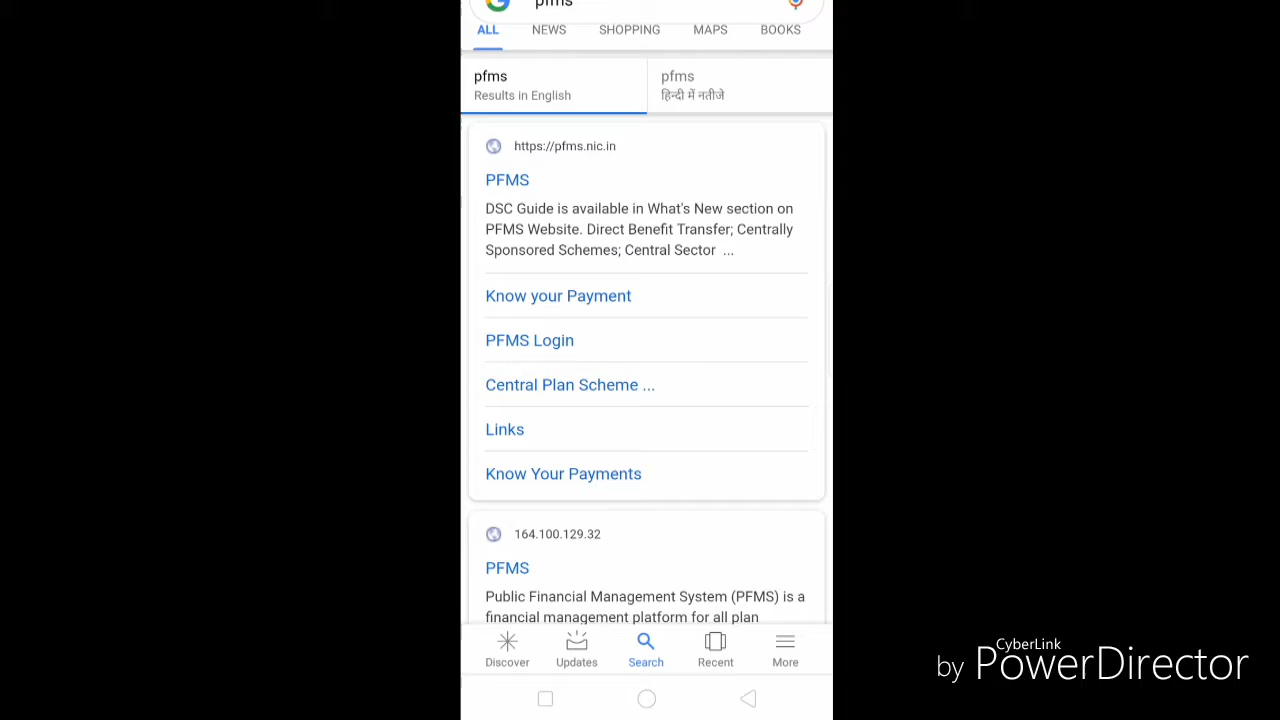 pfms
ALL NEWS SHOPPING MAPS BOOKS
pfms
Results in English
pfms
हिन्दी में नतीजे
https://pfms.nic.in
PFMS
DSC Guide is available in What's New section on
PFMS Website. Direct Benefit Transfer; Centrally
Sponsored Schemes; Central Sector ...
Know your Payment
PFMS Login
Central Plan Scheme ...
Links
Know Your Payments
164.100.129.32
PFMS
Public Financial Management System (PFMS) is a
financial management platform for all plan
Discover Updates Search Recent More
CyberLink
by PowerDirector